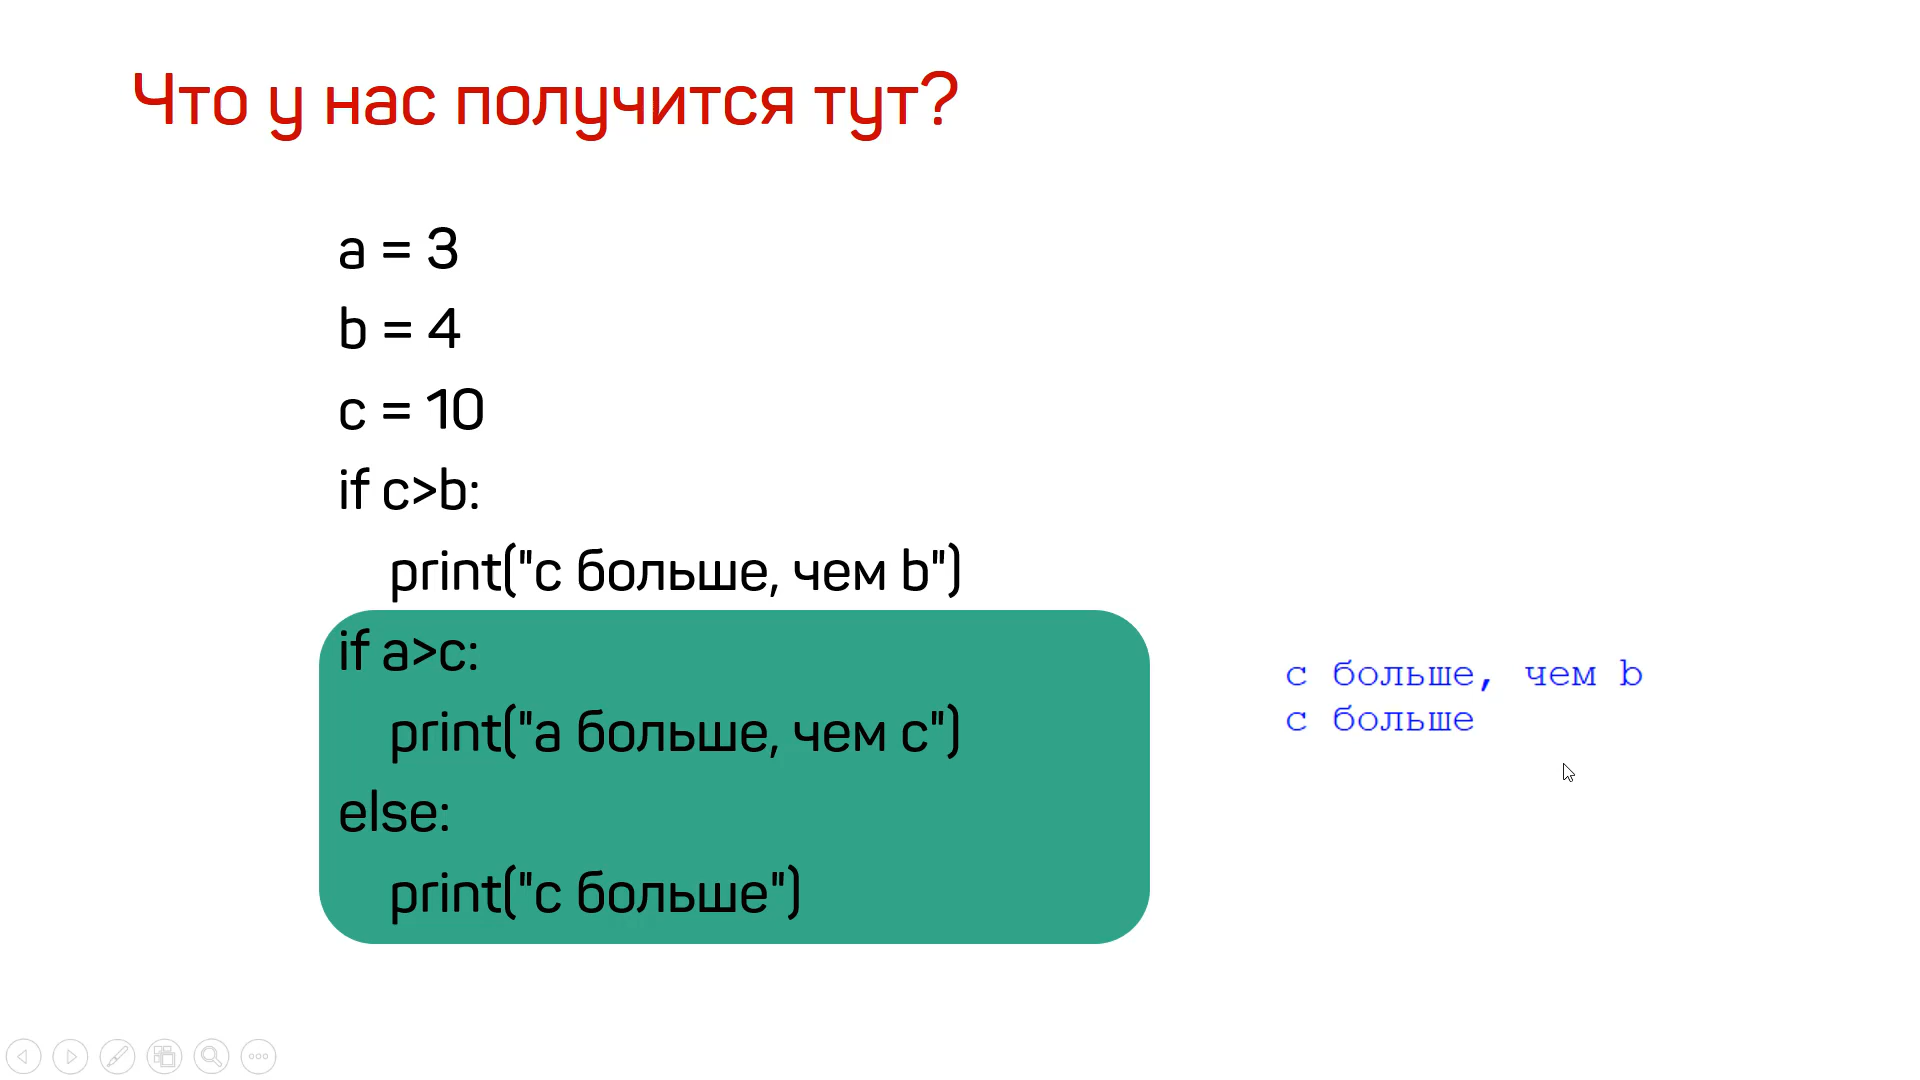 Что у нас получится тут?
a = 3
b = 4
c = 10
if c>b:
print("c больше, чем b")
if a>c:
print("a больше, чем c")
else:
print("c больше")
c больше, чем b
c больше